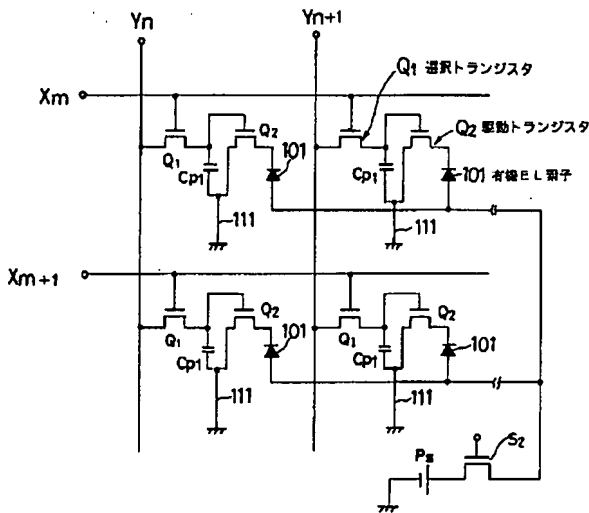 Yn
Yn+1
Xm
Q1 選択トランジスタ
Q2 駆動トランジスタ
Q1
Q2
Cp1
101
111
Cp1
101 有機EL素子
111
Xm+1
Q1
Q2
Cp1
101
111
Q1
Q2
Cp1
101
111
Ps
S2